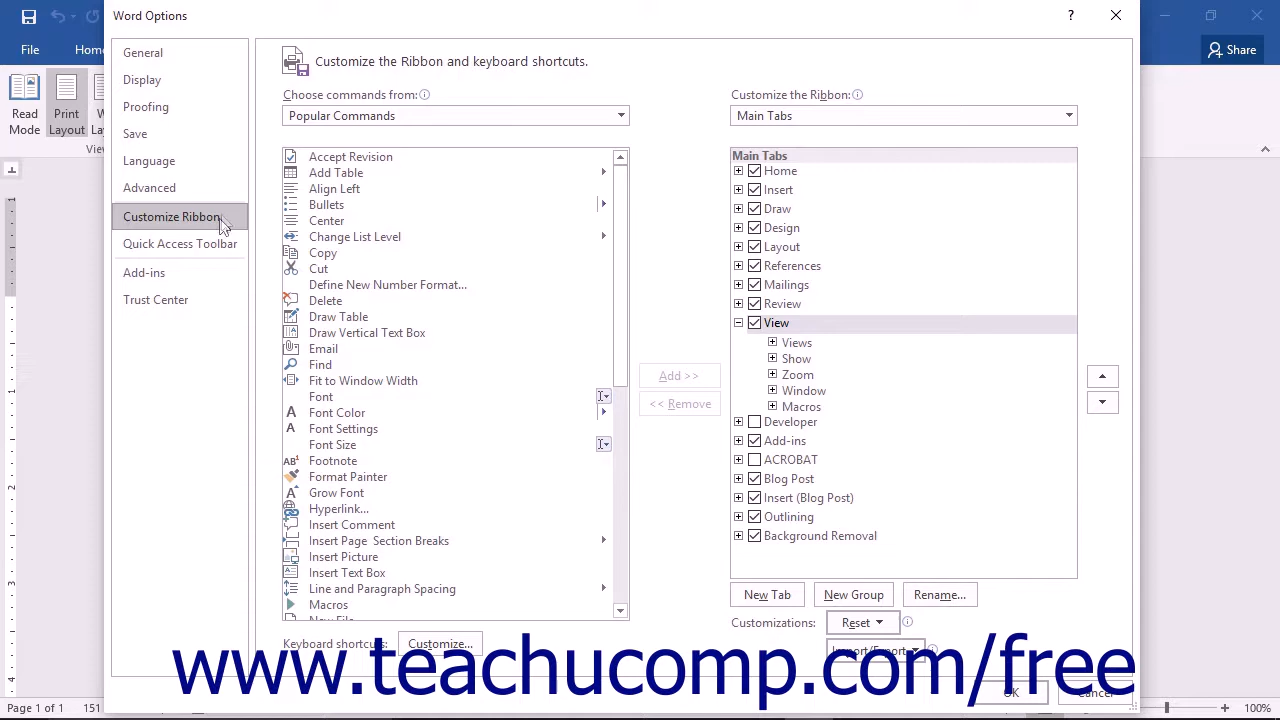 Word Options
?
File
Home
Share
Read Mode
Print Layout
Page 1 of 1
151
100%
General
Display
Proofing
Save
Language
Advanced
Customize Ribbon
Quick Access Toolbar
Add-ins
Trust Center
Customize the Ribbon and keyboard shortcuts.
Choose commands from:
Popular Commands
Accept Revision
Add Table
Align Left
Bullets
Center
Change List Level
Copy
Cut
Define New Number Format...
Delete
Draw Table
Draw Vertical Text Box
Email
Find
Fit to Window Width
Font
Font Color
Font Settings
Font Size
Footnote
Format Painter
Grow Font
Hyperlink...
Insert Comment
Insert Page  Section Breaks
Insert Picture
Insert Text Box
Line and Paragraph Spacing
Macros
New File
Keyboard shortcuts:
Customize...
Add >>
<< Remove
Customize the Ribbon:
Main Tabs
Main Tabs
Home
Insert
Draw
Design
Layout
References
Mailings
Review
View
Views
Show
Zoom
Window
Macros
Developer
Add-ins
ACROBAT
Blog Post
Insert (Blog Post)
Outlining
Background Removal
New Tab
New Group
Rename...
Customizations:
Reset
Import/Export
OK
Cancel
www.teachucomp.com/free